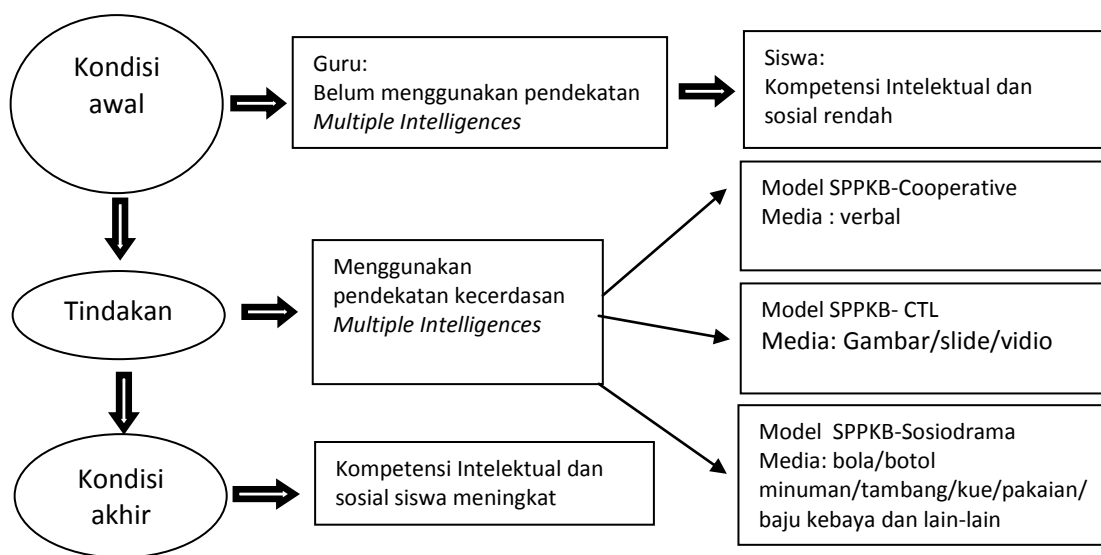 Kondisi
awal
Guru:
Belum menggunakan pendekatan
Multiple Intelligences
Siswa:
Kompetensi Intelektual dan
sosial rendah
Tindakan
Menggunakan
pendekatan kecerdasan
Multiple Intelligences
Model SPPKB-Cooperative
Media : verbal
Model SPPKB- CTL
Media: Gambar/slide/vidio
Model SPPKB-Sosiodrama
Media: bola/botol
minuman/tambang/kue/pakaian/
baju kebaya dan lain-lain
Kondisi
akhir
Kompetensi Intelektual dan
sosial siswa meningkat